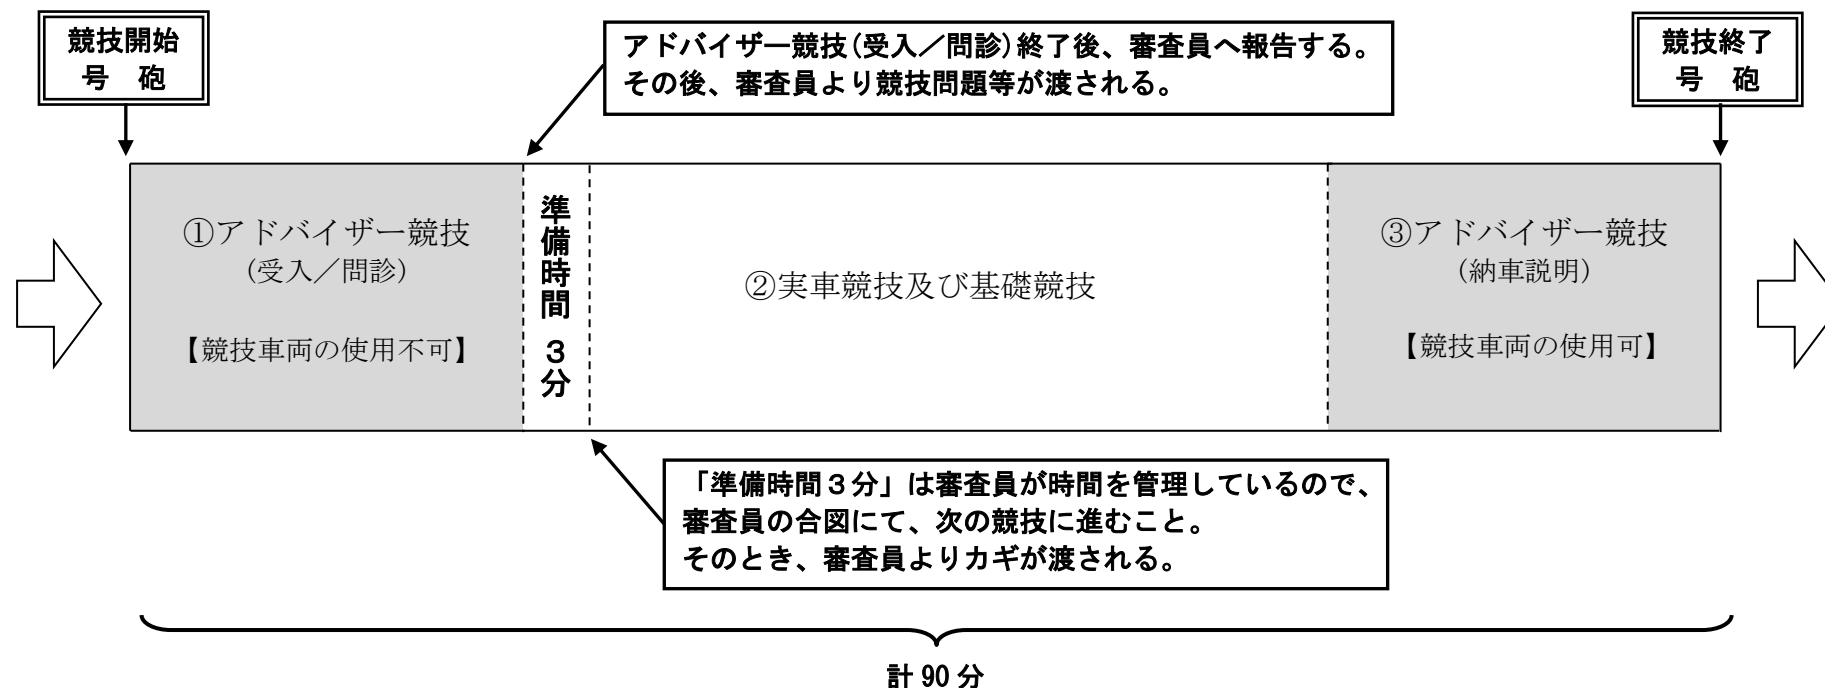 競技開始
号　砲
アドバイザー競技(受入／問診)終了後、審査員へ報告する。
その後、審査員より競技問題等が渡される。
競技終了
号　砲
①アドバイザー競技
(受入／問診)
【競技車両の使用不可】
準備時間　３分
②実車競技及び基礎競技
③アドバイザー競技
(納車説明)
【競技車両の使用可】
「準備時間３分」は審査員が時間を管理しているので、
審査員の合図にて、次の競技に進むこと。
そのとき、審査員よりカギが渡される。
計 90 分